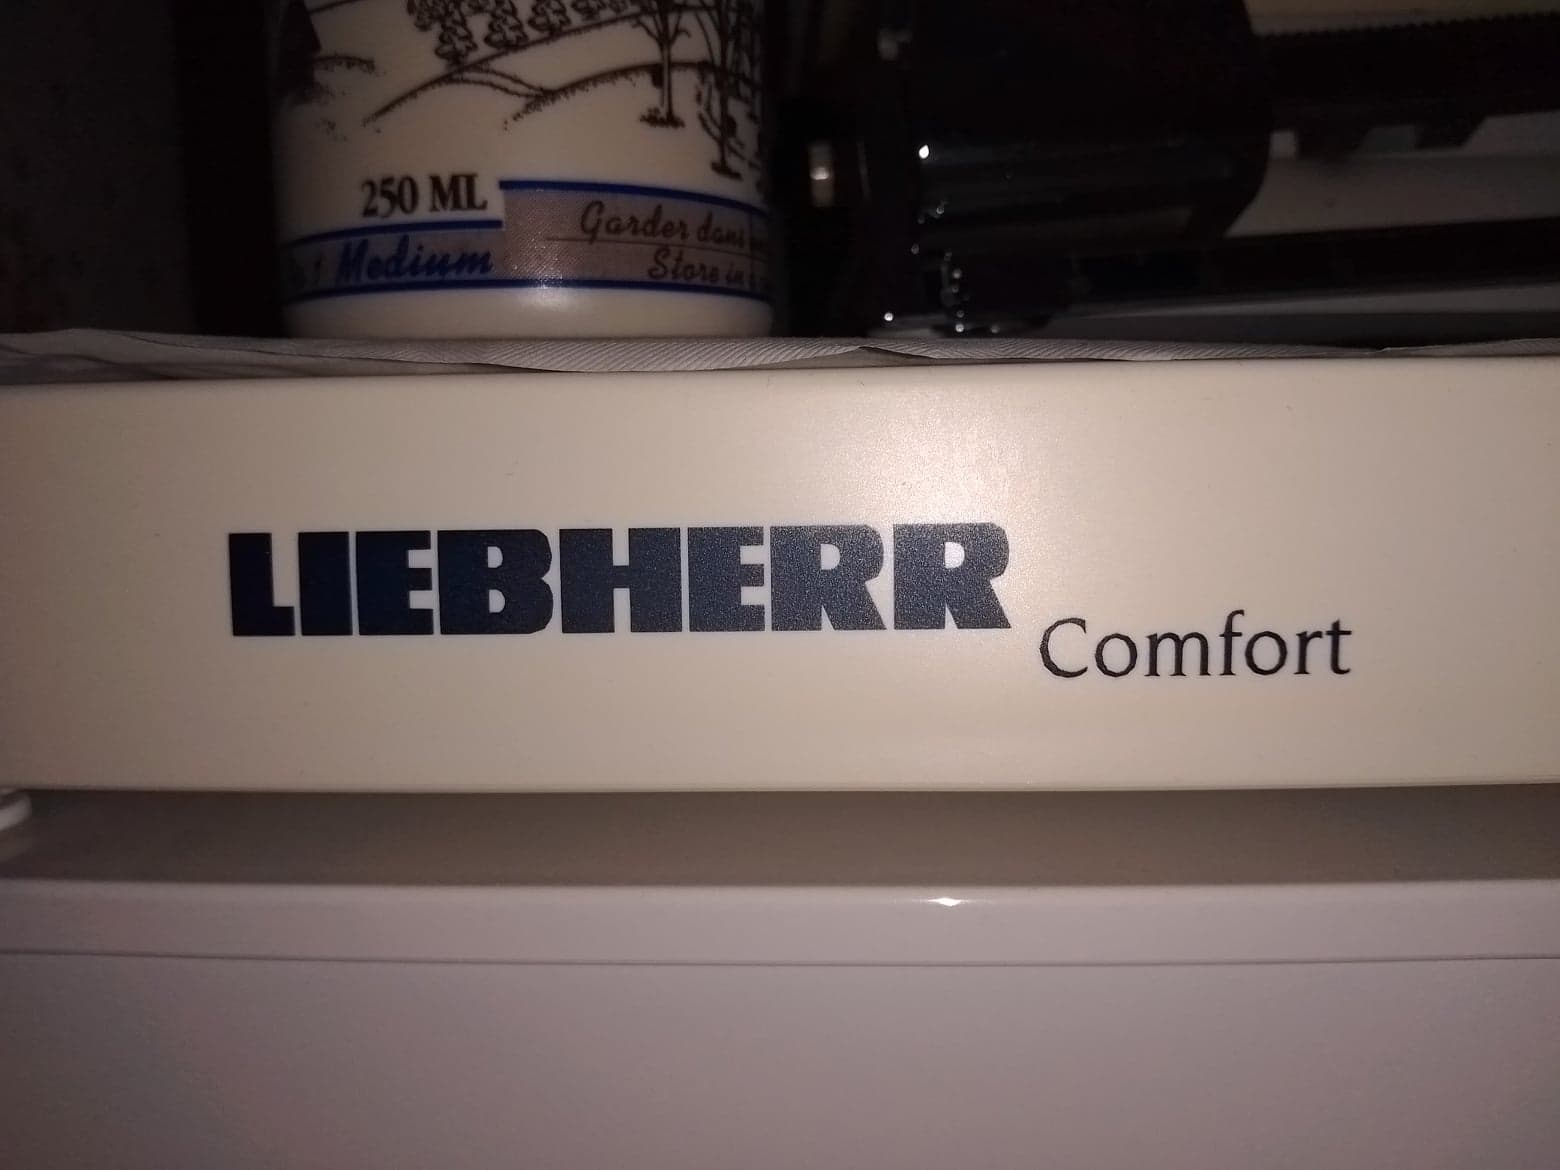 250 ML
Medium
Garder dans
Store in
LIEBHERR
Comfort